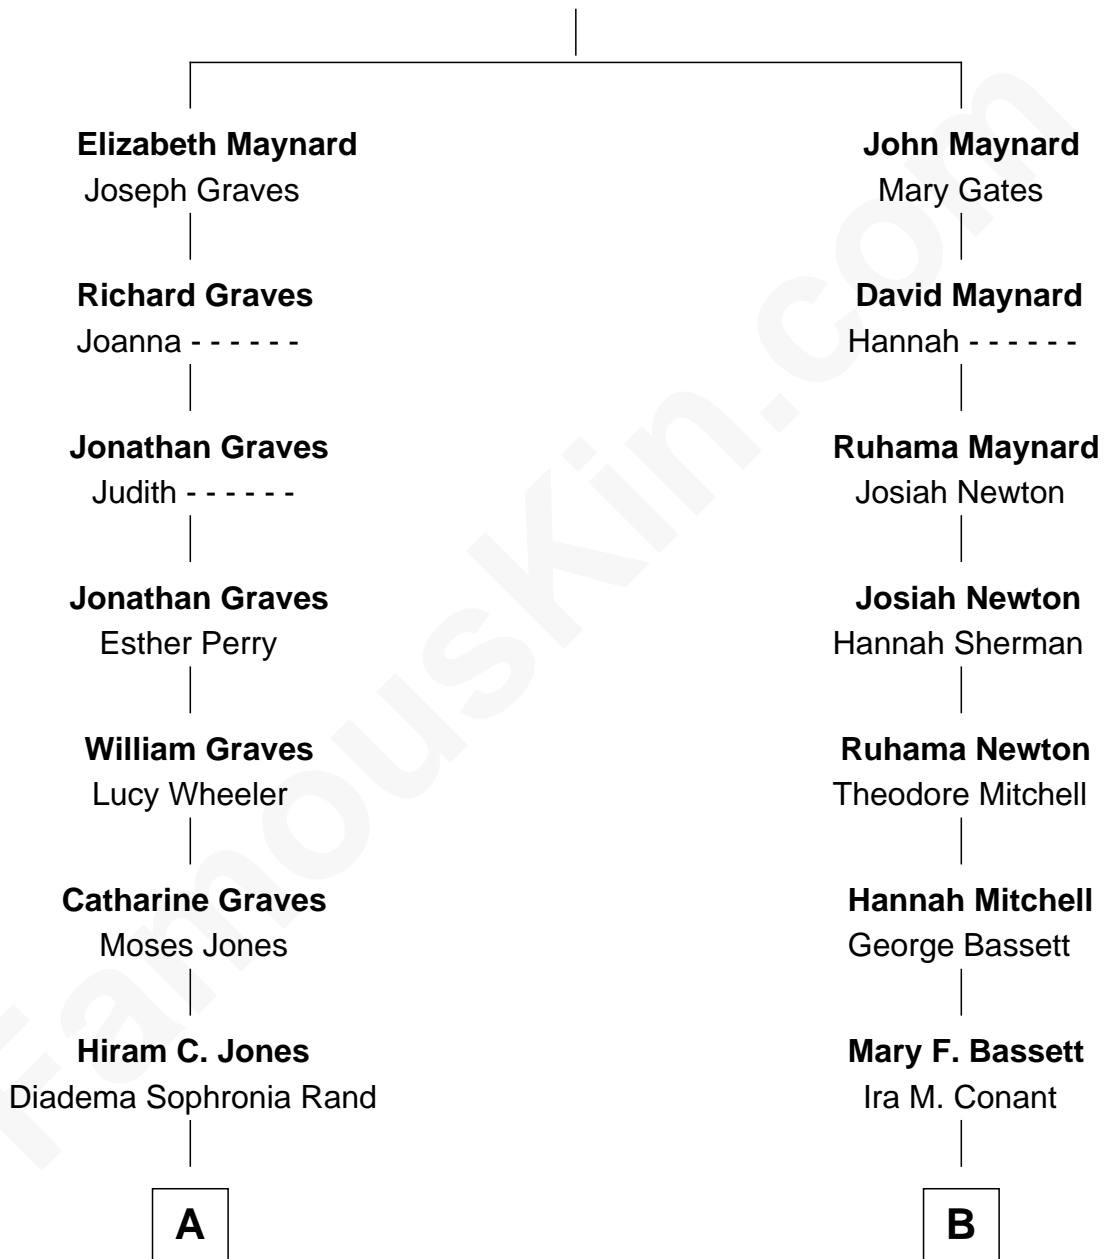 Elizabeth Maynard
Joseph Graves
Richard Graves
Joanna - - - - - -
Jonathan Graves
Judith - - - - - -
Jonathan Graves
Esther Perry
William Graves
Lucy Wheeler
Catharine Graves
Moses Jones
Hiram C. Jones
Diadema Sophronia Rand
A
John Maynard
Mary Gates
David Maynard
Hannah - - - - - -
Ruhama Maynard
Josiah Newton
Josiah Newton
Hannah Sherman
Ruhama Newton
Theodore Mitchell
Hannah Mitchell
George Bassett
Mary F. Bassett
Ira M. Conant
B
FamousKin.com